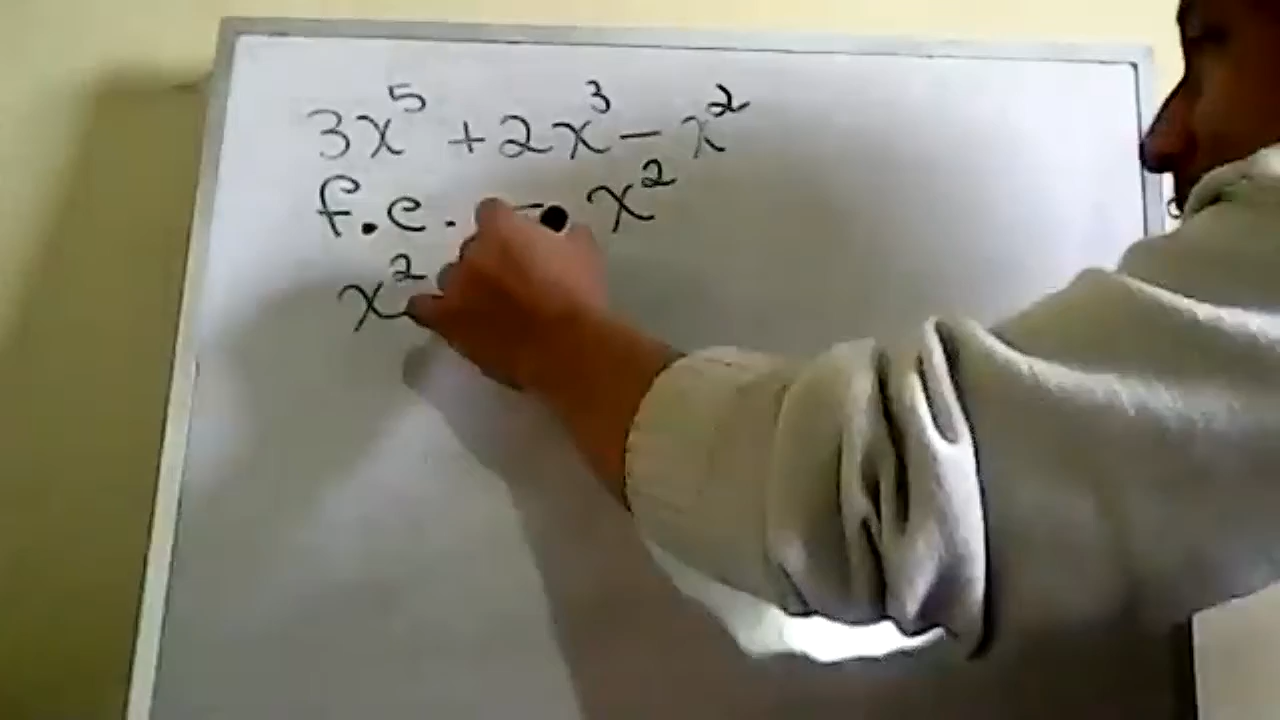 3x⁵ + 2x³ - x²
f.c. = x²
x²